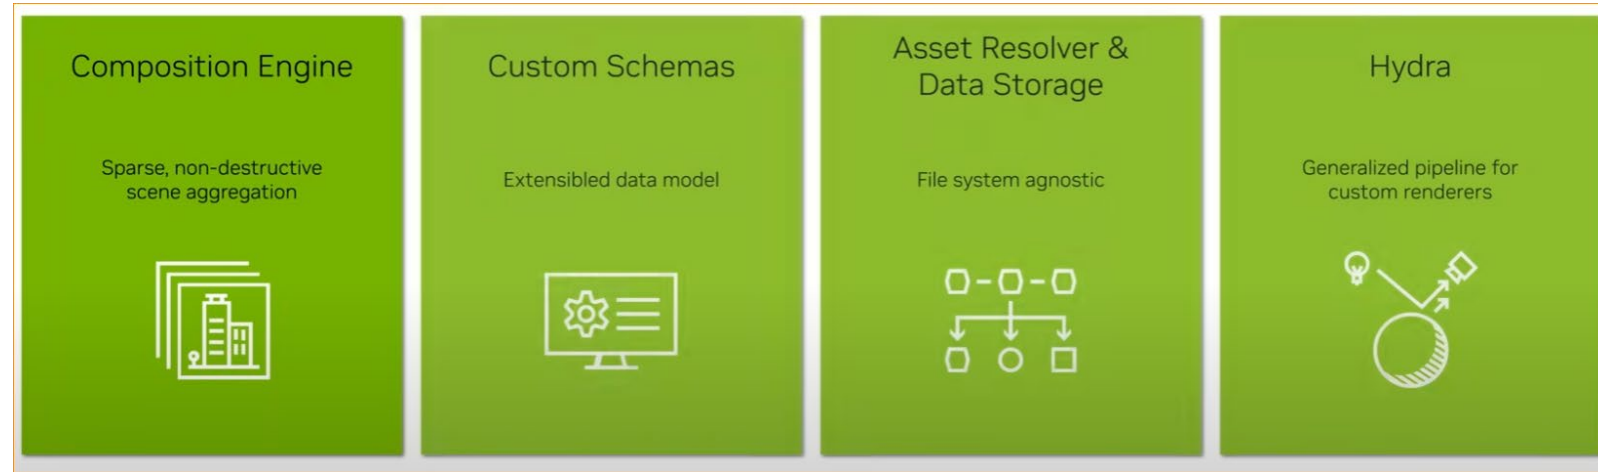 Composition Engine
Sparse, non-destructive
scene aggregation
Custom Schemas
Extensibled data model
Asset Resolver &
Data Storage
File system agnostic
Hydra
Generalized pipeline for
custom renderers